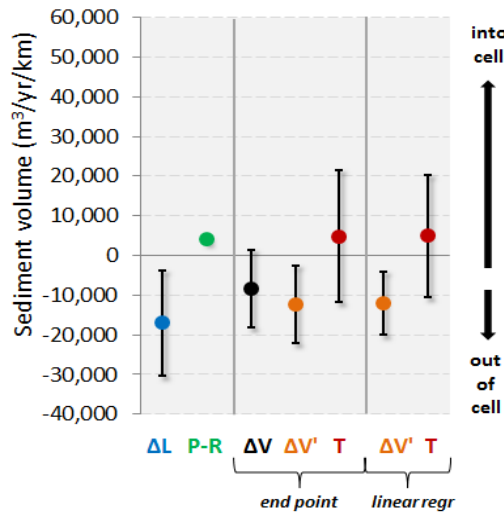 Sediment volume (m³/yr/km)
60,000
50,000
40,000
30,000
20,000
10,000
0
-10,000
-20,000
-30,000
-40,000
into
cell
out
of
cell
ΔL P-R ΔV ΔV' T ΔV' T
end point linear regr